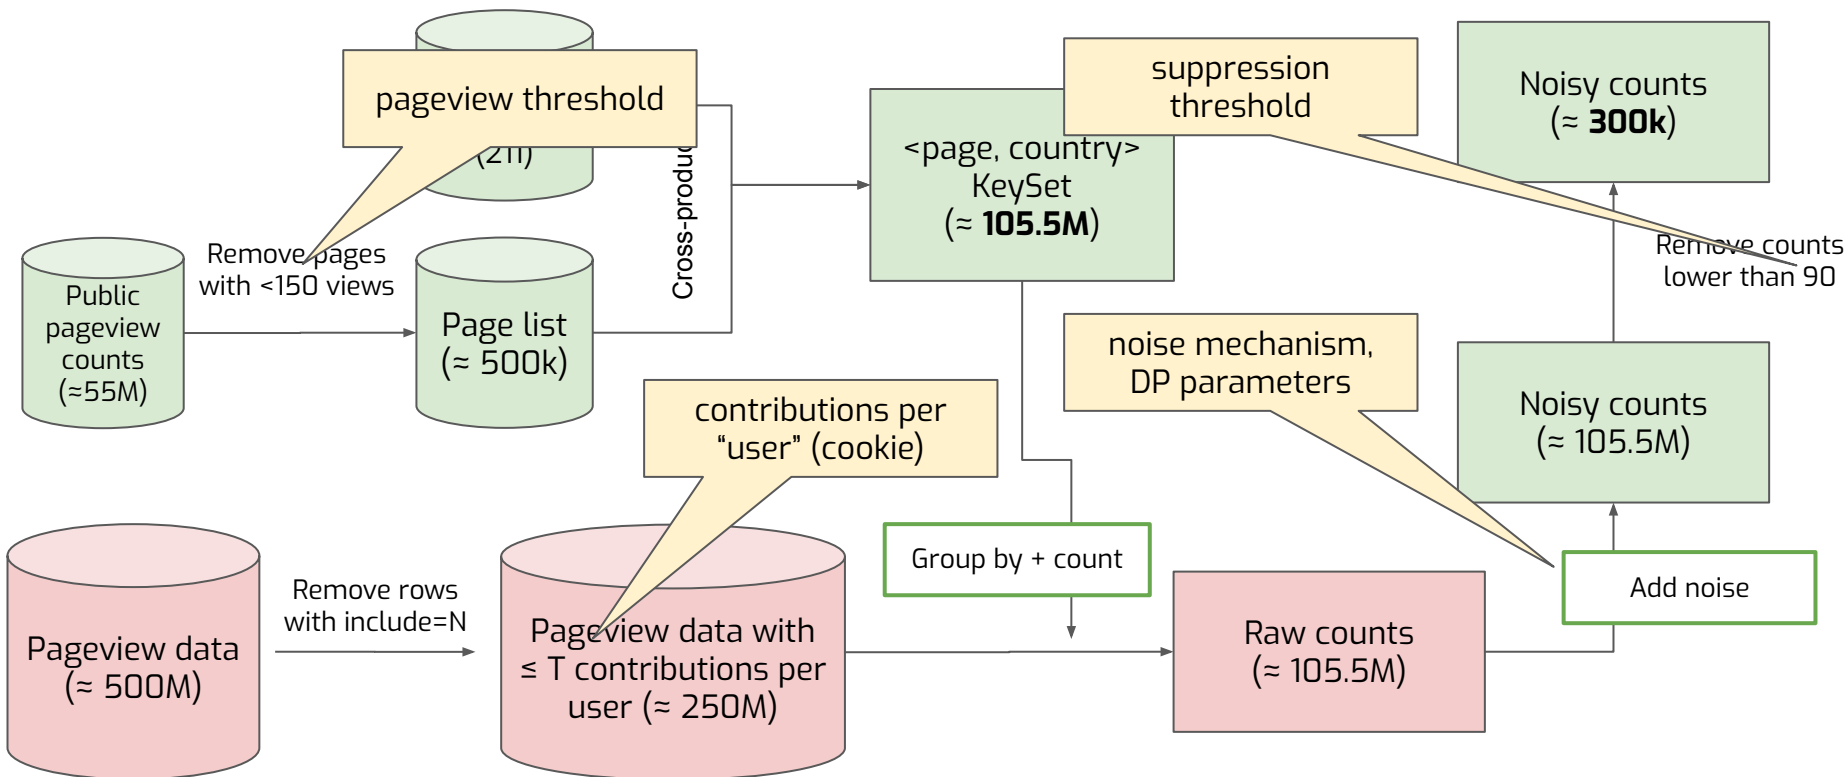 pageview threshold
(211)
suppression
threshold
Noisy counts
(≈ 300k)
<page, country>
KeySet
(≈ 105.5M)
Remove pages
with <150 views
Remove counts
lower than 90
Public
pageview
counts
(≈55M)
Page list
(≈ 500k)
noise mechanism,
DP parameters
Noisy counts
(≈ 105.5M)
contributions per
“user” (cookie)
Group by + count
Add noise
Pageview data
(≈ 500M)
Remove rows
with include=N
Pageview data with
≤ T contributions per
user (≈ 250M)
Raw counts
(≈ 105.5M)